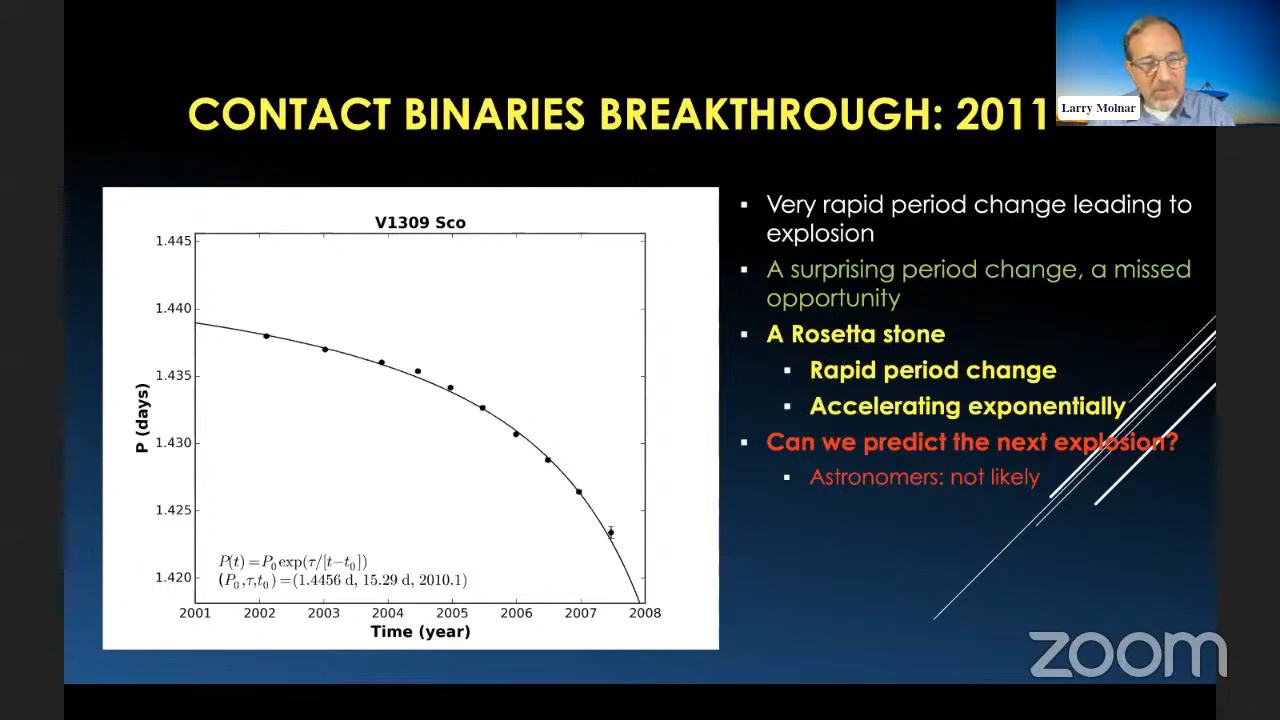 CONTACT BINARIES BREAKTHROUGH: 2011
Larry Molnar
V1309 Sco
1.445
1.440
1.435
1.430
1.425
1.420
P (days)
P(t)=P₀exp(τ/[t−t₀])
(P₀,τ,t₀)=(1.4456 d, 15.29 d, 2010.1)
2001 2002 2003 2004 2005 2006 2007 2008
Time (year)
▪ Very rapid period change leading to
explosion
▪ A surprising period change, a missed
opportunity
▪ A Rosetta stone
▪ Rapid period change
▪ Accelerating exponentially
▪ Can we predict the next explosion?
▪ Astronomers: not likely
zoom